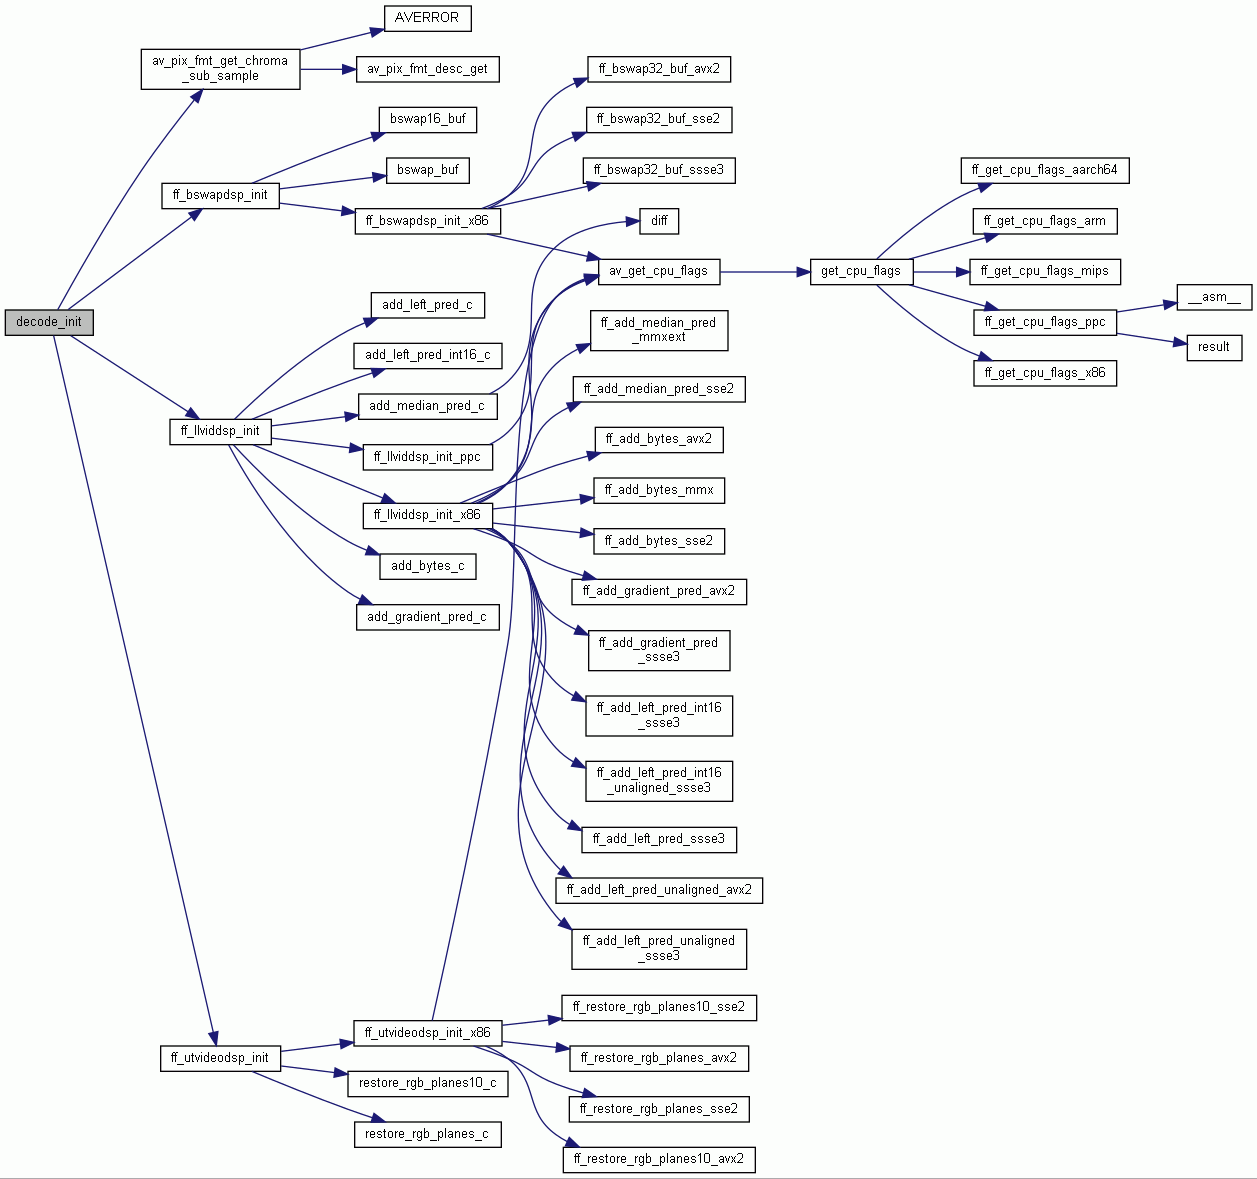 AVERROR
av_pix_fmt_get_chroma
_sub_sample
av_pix_fmt_desc_get
ff_bswap32_buf_avx2
bswap16_buf
ff_bswap32_buf_sse2
bswap_buf
ff_bswap32_buf_ssse3
ff_get_cpu_flags_aarch64
ff_bswapdsp_init
ff_bswapdsp_init_x86
diff
ff_get_cpu_flags_arm
av_get_cpu_flags
get_cpu_flags
ff_get_cpu_flags_mips
__asm__
add_left_pred_c
decode_init
ff_add_median_pred
_mmxext
ff_get_cpu_flags_ppc
result
add_left_pred_int16_c
ff_get_cpu_flags_x86
ff_add_median_pred_sse2
add_median_pred_c
ff_llviddsp_init
ff_add_bytes_avx2
ff_llviddsp_init_ppc
ff_add_bytes_mmx
ff_llviddsp_init_x86
ff_add_bytes_sse2
add_bytes_c
ff_add_gradient_pred_avx2
add_gradient_pred_c
ff_add_gradient_pred
_ssse3
ff_add_left_pred_int16
_ssse3
ff_add_left_pred_int16
_unaligned_ssse3
ff_add_left_pred_ssse3
ff_add_left_pred_unaligned_avx2
ff_add_left_pred_unaligned
_ssse3
ff_restore_rgb_planes10_sse2
ff_utvideodsp_init_x86
ff_utvideodsp_init
ff_restore_rgb_planes_avx2
restore_rgb_planes10_c
ff_restore_rgb_planes_sse2
restore_rgb_planes_c
ff_restore_rgb_planes10_avx2